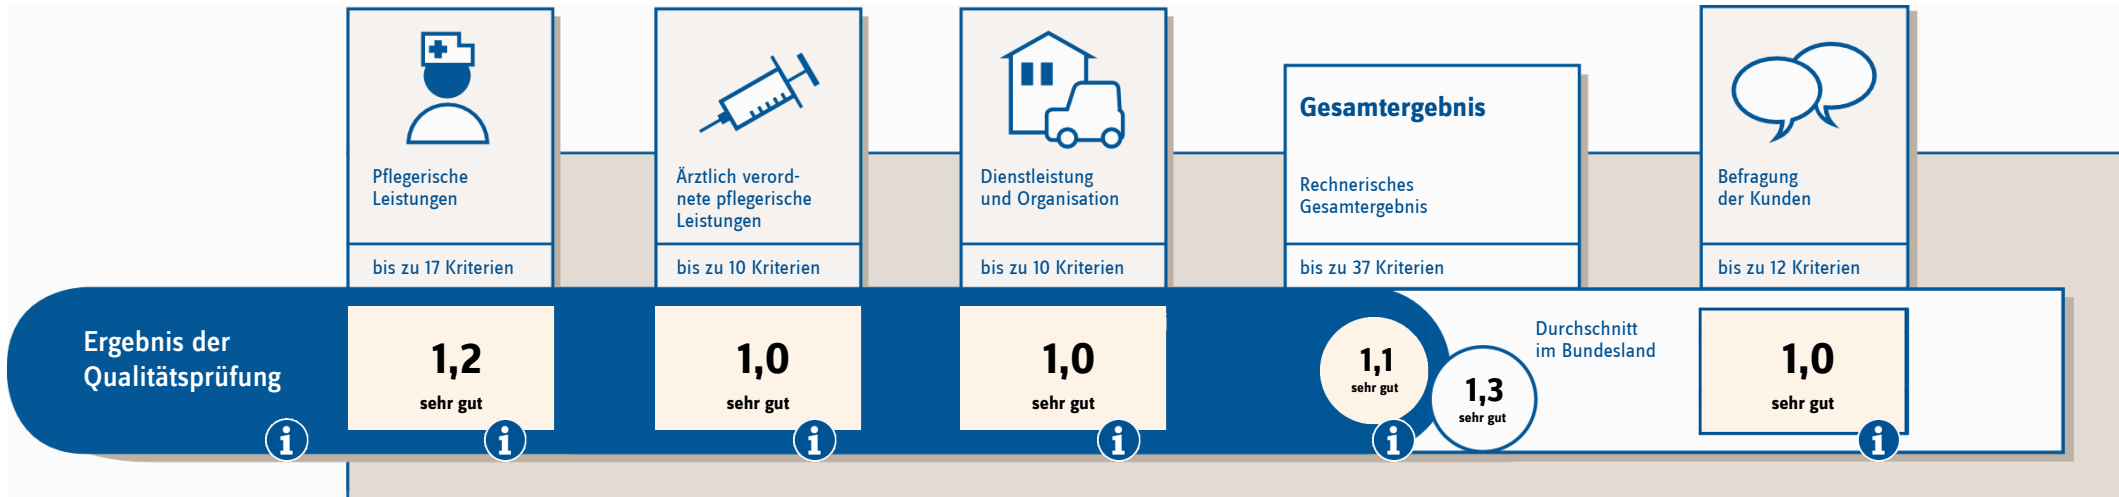 Pflegerische
Leistungen
bis zu 17 Kriterien
Ärztlich verord-
nete pflegerische
Leistungen
bis zu 10 Kriterien
Dienstleistung
und Organisation
bis zu 10 Kriterien
Gesamtergebnis
Rechnerisches
Gesamtergebnis
bis zu 37 Kriterien
Befragung
der Kunden
bis zu 12 Kriterien
Ergebnis der
Qualitätsprüfung
i
1,2
sehr gut
i
1,0
sehr gut
i
1,0
sehr gut
i
1,1
sehr gut
i
1,3
sehr gut
Durchschnitt
im Bundesland
1,0
sehr gut
i